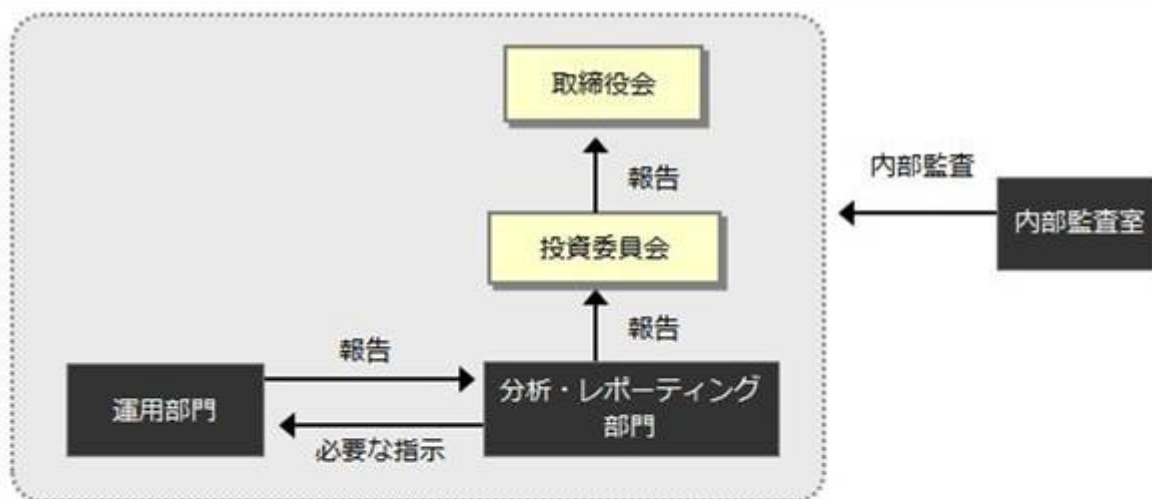 取締役会
報告
内部監査
内部監査室
投資委員会
報告
報告
運用部門
分析・レポーティング
部門
必要な指示